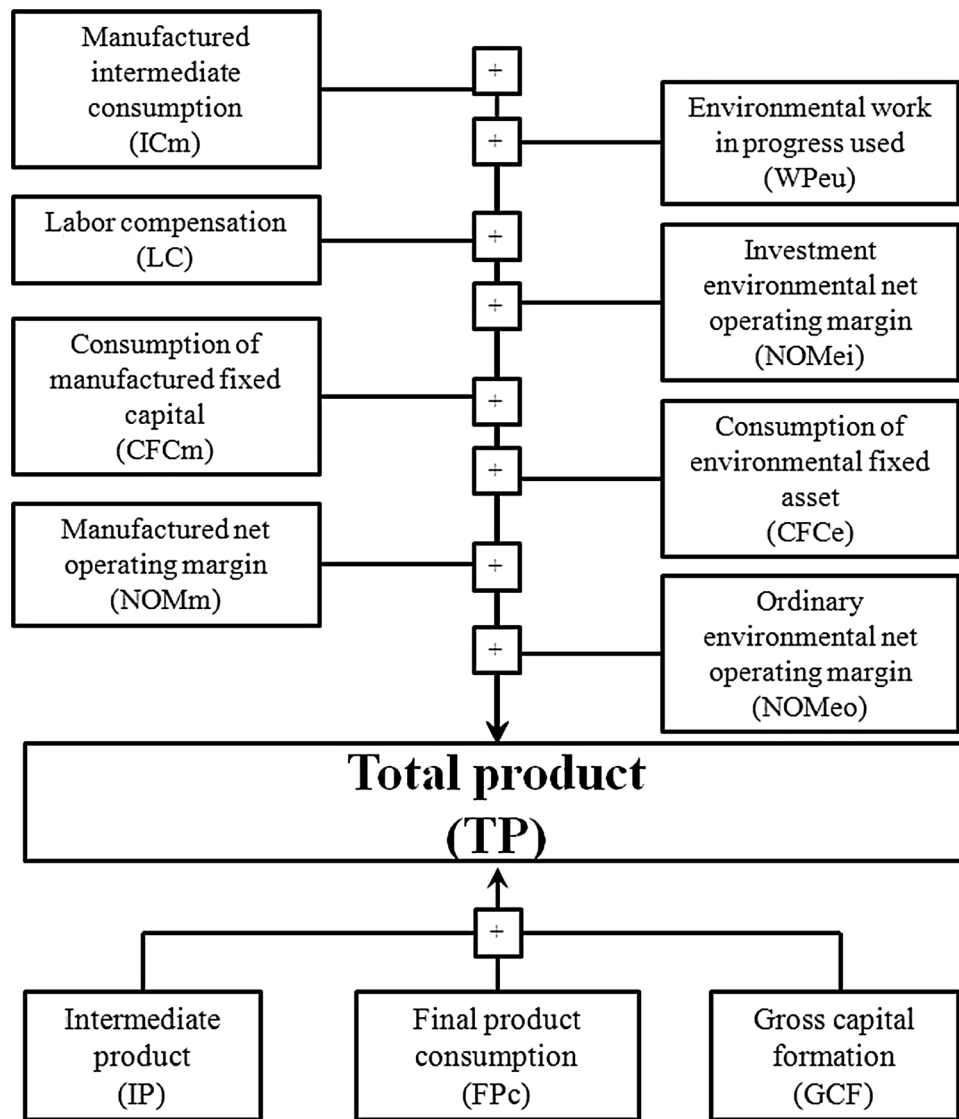 Manufactured
intermediate
consumption
(ICm)
+
+
Environmental work
in progress used
(WPeu)
Labor compensation
(LC)
+
Investment
environmental net
operating margin
(NOMei)
+
Consumption of
manufactured fixed
capital
(CFCm)
+
Consumption of
environmental fixed
asset
(CFCe)
+
Manufactured net
operating margin
(NOMm)
+
Ordinary
environmental net
operating margin
(NOMeo)
+
Total product
(TP)
+
Intermediate
product
(IP)
Final product
consumption
(FPc)
Gross capital
formation
(GCF)